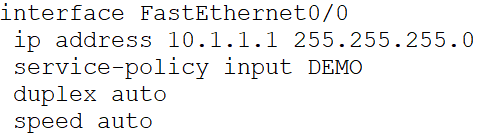 interface FastEthernet0/0
ip address 10.1.1.1 255.255.255.0
service-policy input DEMO
duplex auto
speed auto